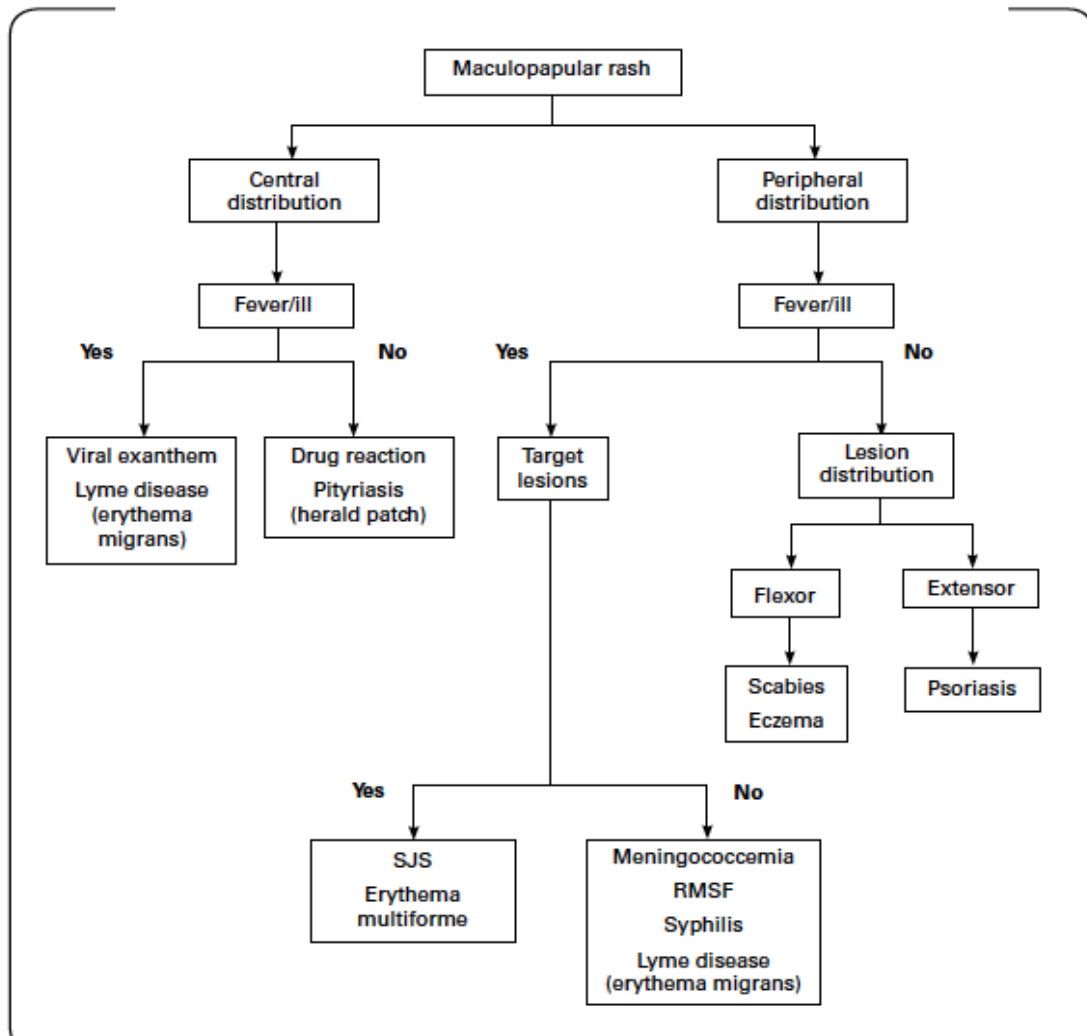 Maculopapular rash
Central
distribution
Peripheral
distribution
Fever/ill
Fever/ill
Yes
No
Yes
No
Viral exanthem
Lyme disease
(erythema
migrans)
Drug reaction
Pityriasis
(herald patch)
Target
lesions
Lesion
distribution
Flexor
Extensor
Scabies
Eczema
Psoriasis
Yes
No
SJS
Erythema
multiforme
Meningococcemia
RMSF
Syphilis
Lyme disease
(erythema migrans)